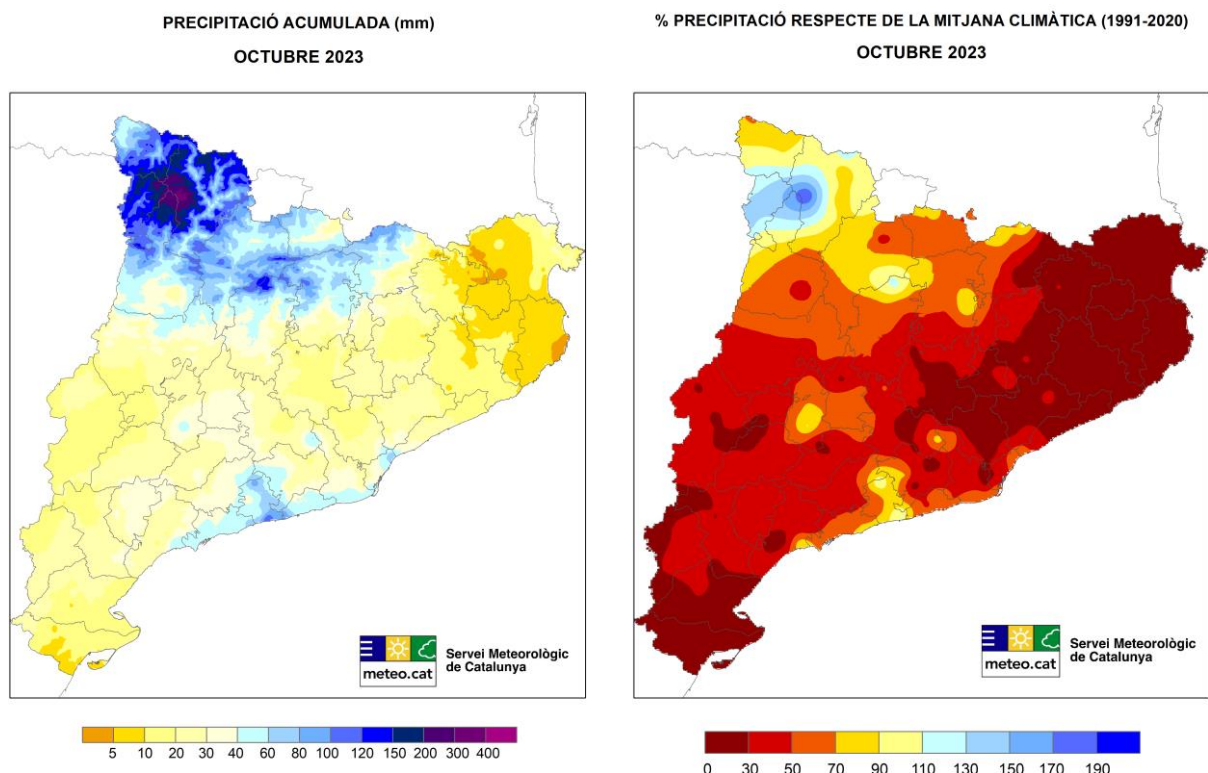 PRECIPITACIÓ ACUMULADA (mm)
OCTUBRE 2023
% PRECIPITACIÓ RESPECTE DE LA MITJANA CLIMÀTICA (1991-2020)
OCTUBRE 2023
meteo.cat
Servei Meteorològic
de Catalunya
meteo.cat
Servei Meteorològic
de Catalunya
5 10 20 30 40 60 80 100 120 150 200 300 400
0 30 50 70 90 110 130 150 170 190